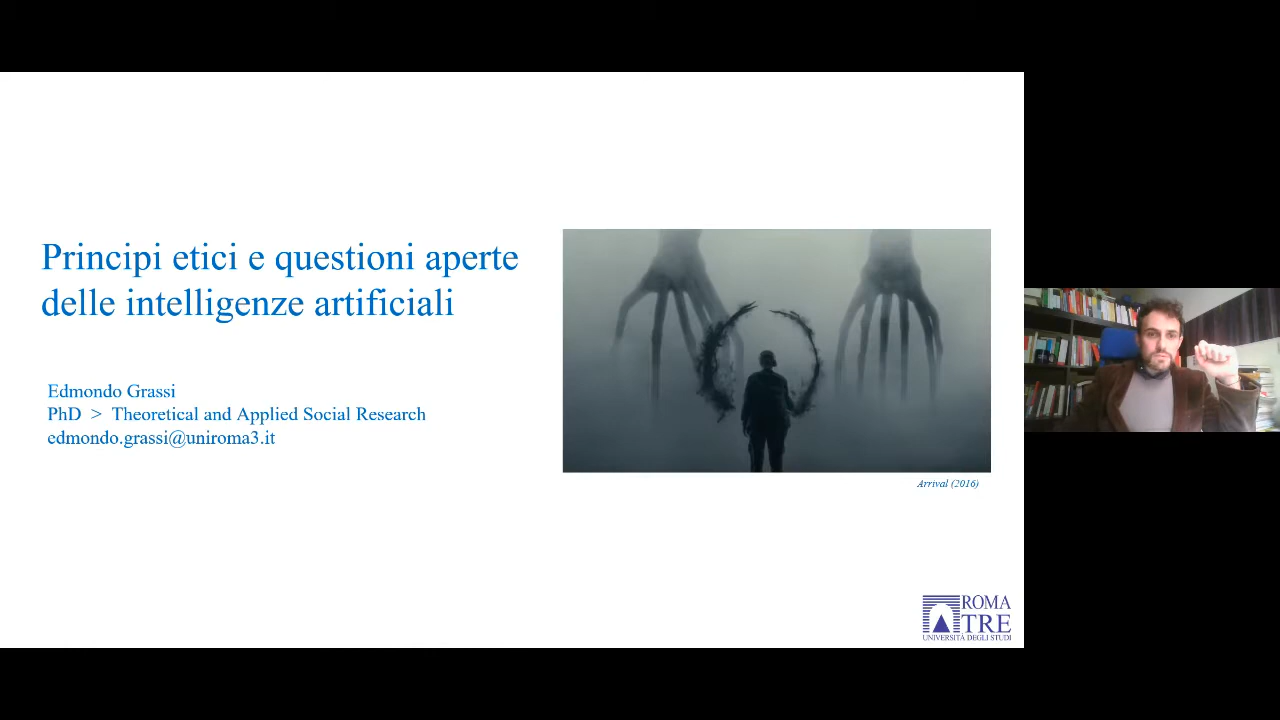 Principi etici e questioni aperte
delle intelligenze artificiali
Edmondo Grassi
PhD > Theoretical and Applied Social Research
edmondo.grassi@uniroma3.it
Arrival (2016)
ROMA
TRE
UNIVERSITÀ DEGLI STUDI